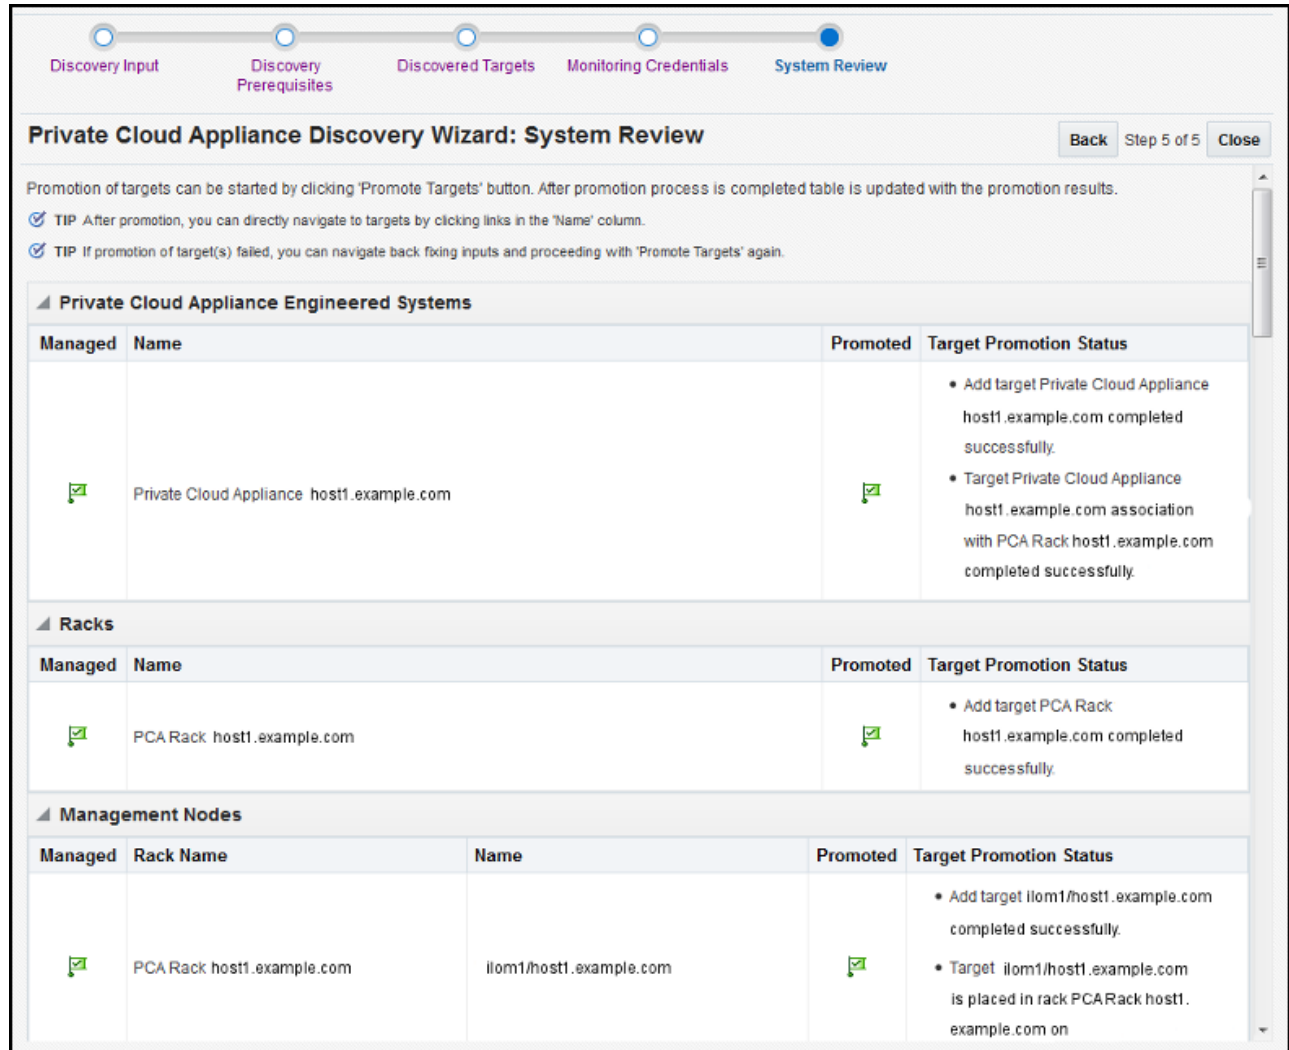 Discovery Input
Discovery Prerequisites
Discovered Targets
Monitoring Credentials
System Review
Private Cloud Appliance Discovery Wizard: System Review
Back Step 5 of 5 Close
Promotion of targets can be started by clicking 'Promote Targets' button. After promotion process is completed table is updated with the promotion results.
TIP After promotion, you can directly navigate to targets by clicking links in the 'Name' column.
TIP If promotion of target(s) failed, you can navigate back fixing inputs and proceeding with 'Promote Targets' again.
Private Cloud Appliance Engineered Systems
Managed Name Promoted Target Promotion Status
Private Cloud Appliance host1.example.com
• Add target Private Cloud Appliance
host1.example.com completed
successfully.
• Target Private Cloud Appliance
host1.example.com association
with PCA Rack host1.example.com
completed successfully.
Racks
Managed Name Promoted Target Promotion Status
PCA Rack host1.example.com
• Add target PCA Rack
host1.example.com completed
successfully.
Management Nodes
Managed Rack Name Name Promoted Target Promotion Status
PCA Rack host1.example.com ilom1/host1.example.com
• Add target ilom1/host1.example.com
completed successfully.
• Target ilom1/host1.example.com
is placed in rack PCA Rack host1.
example.com on